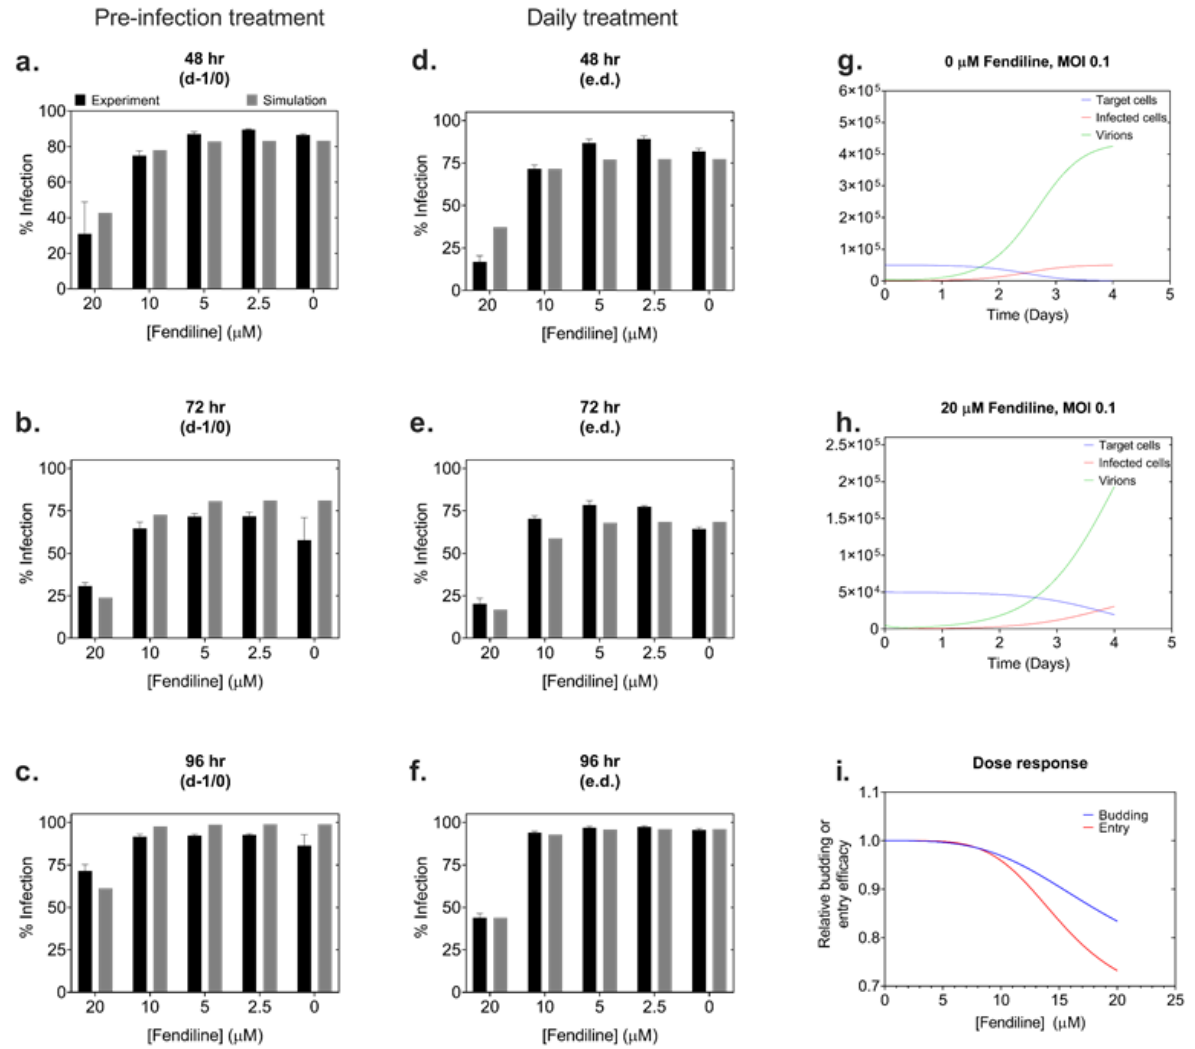 Pre-infection treatment
Daily treatment
a.
48 hr
(d-1/0)
Experiment
Simulation
100
80
60
40
20
0
% Infection
20 10 5 2.5 0
[Fendiline] (μM)
d.
48 hr
(e.d.)
100
75
50
25
0
% Infection
20 10 5 2.5 0
[Fendiline] (μM)
g.
0 μM Fendiline, MOI 0.1
Target cells
Infected cells
Virions
6×10⁵
5×10⁵
4×10⁵
3×10⁵
2×10⁵
1×10⁵
0
0 1 2 3 4 5
Time (Days)
b.
72 hr
(d-1/0)
100
75
50
25
0
% Infection
20 10 5 2.5 0
[Fendiline] (μM)
e.
72 hr
(e.d.)
100
75
50
25
0
% Infection
20 10 5 2.5 0
[Fendiline] (μM)
h.
20 μM Fendiline, MOI 0.1
Target cells
Infected cells
Virions
2.5×10⁵
2×10⁵
1.5×10⁵
1×10⁵
5×10⁴
0
0 1 2 3 4 5
Time (Days)
c.
96 hr
(d-1/0)
100
75
50
25
0
% Infection
20 10 5 2.5 0
[Fendiline] (μM)
f.
96 hr
(e.d.)
100
75
50
25
0
% Infection
20 10 5 2.5 0
[Fendiline] (μM)
i.
Dose response
Budding
Entry
1.1
1.0
0.9
0.8
0.7
Relative budding or
entry efficacy
0 5 10 15 20 25
[Fendiline] (μM)